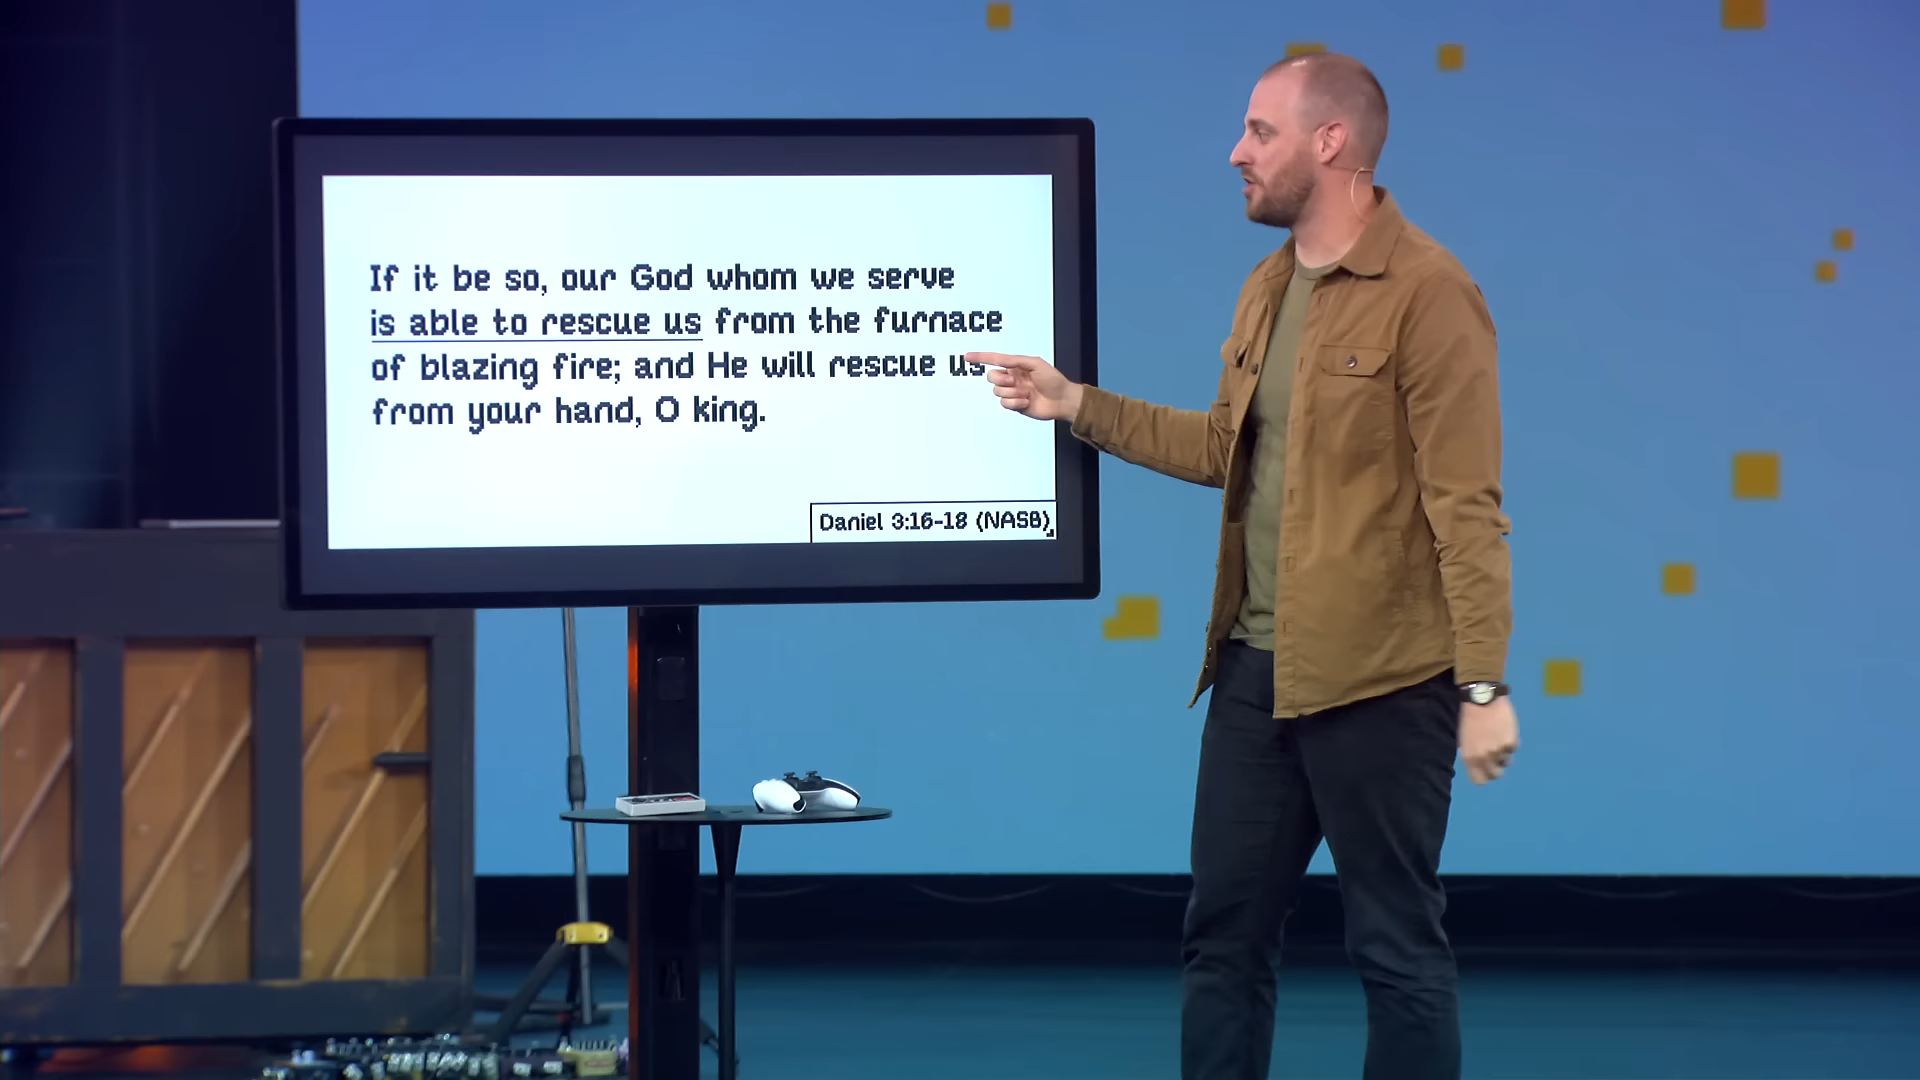 If it be so, our God whom we serve
is able to rescue us from the furnace
of blazing fire; and He will rescue us
from your hand, O king.
Daniel 3:16-18 (NASB)